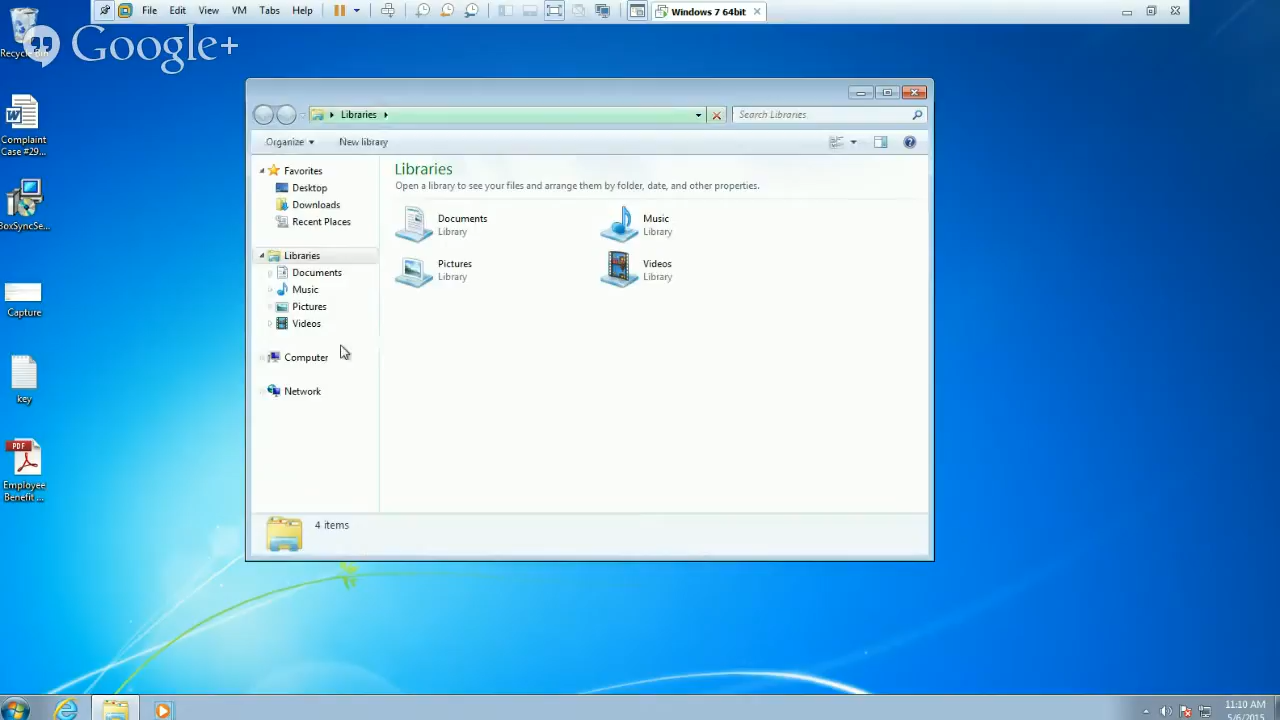 File Edit View VM Tabs Help
Windows 7 64bit
Google+
Complaint
Case #29...
BoxSyncSe...
Capture
key
PDF
Employee
Benefit ...
Libraries
Search Libraries
Organize
New library
Favorites
Desktop
Downloads
Recent Places
Libraries
Documents
Music
Pictures
Videos
Computer
Network
Libraries
Open a library to see your files and arrange them by folder, date, and other properties.
Documents
Library
Music
Library
Pictures
Library
Videos
Library
4 items
11:10 AM
5/6/2015